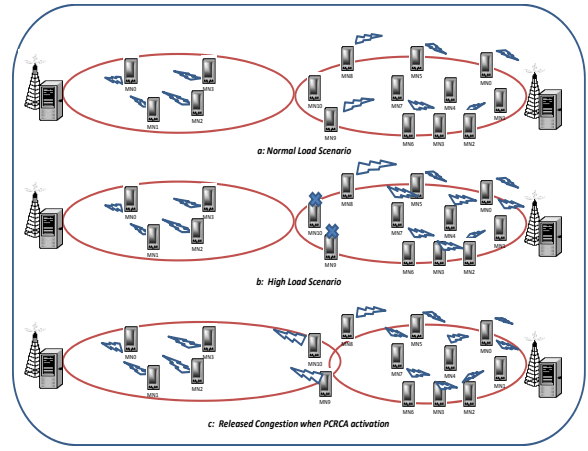 MN8
MN5
MN0
MN3
MN0
MN10
MN7
MN4
MN1
MN2
MN1
MN9
MN6
MN3
MN2
a: Normal Load Scenario
MN8
MN5
MN0
MN0
MN3
MN10
MN7
MN4
MN1
MN1
MN2
MN9
MN6
MN3
MN2
b: High Load Scenario
MN8
MN5
MN0
MN3
MN0
MN10
MN7
MN4
MN1
MN2
MN1
MN9
MN6
MN3
MN2
c: Released Congestion when PCRCA activation